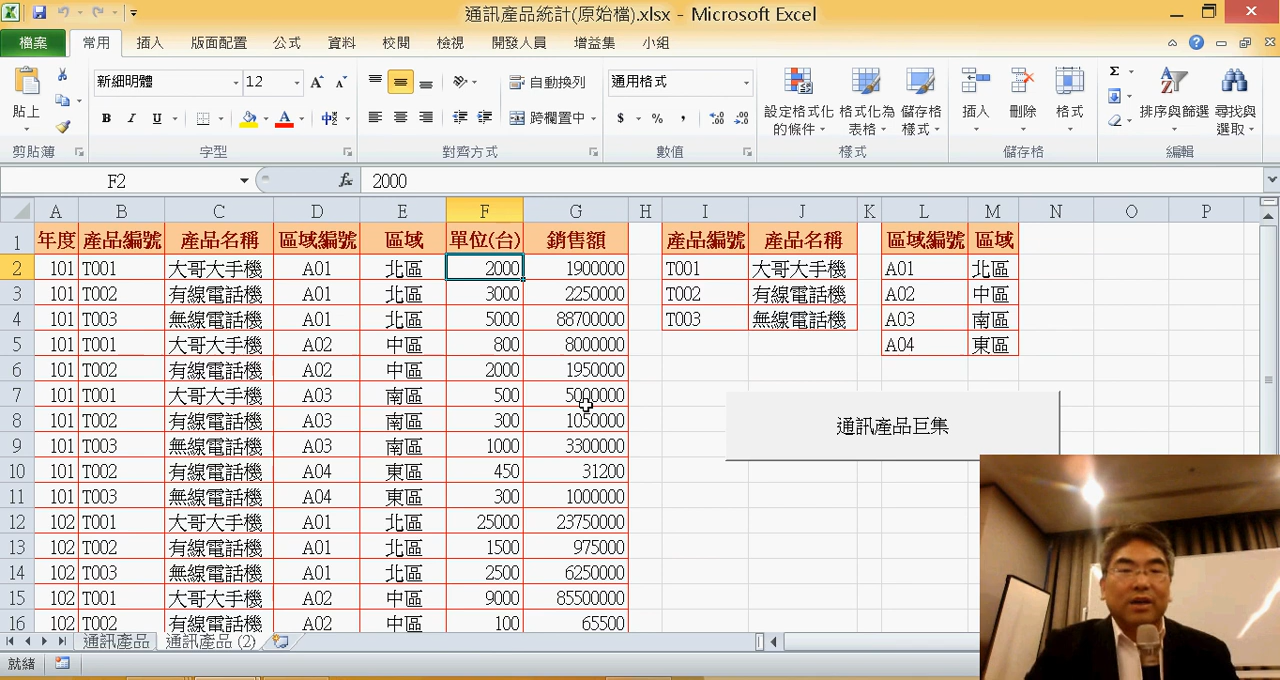 通訊產品統計(原始檔).xlsx - Microsoft Excel
檔案 常用 插入 版面配置 公式 資料 校閱 檢視 開發人員 增益集 小組
新細明體 12 自動換列 通用格式
貼上 B I U A 跨欄置中 $ % , 設定格式化的條件 格式化為表格 儲存格樣式 插入 刪除 格式 Σ 排序與篩選 尋找與選取
剪貼簿 字型 對齊方式 數值 樣式 儲存格 編輯
F2 fx 2000
A B C D E F G H I J K L M N O P
1 年度 產品編號 產品名稱 區域編號 區域 單位(台) 銷售額 產品編號 產品名稱 區域編號 區域
2 101 T001 大哥大手機 A01 北區 2000 1900000 T001 大哥大手機 A01 北區
3 101 T002 有線電話機 A01 北區 3000 2250000 T002 有線電話機 A02 中區
4 101 T003 無線電話機 A01 北區 5000 88700000 T003 無線電話機 A03 南區
5 101 T001 大哥大手機 A02 中區 800 8000000 A04 東區
6 101 T002 有線電話機 A02 中區 2000 1950000
7 101 T001 大哥大手機 A03 南區 500 5000000
8 101 T002 有線電話機 A03 南區 300 1050000
通訊產品巨集
9 101 T003 無線電話機 A03 南區 1000 3300000
10 101 T002 有線電話機 A04 東區 450 31200
11 101 T003 無線電話機 A04 東區 300 1000000
12 102 T001 大哥大手機 A01 北區 25000 23750000
13 102 T002 有線電話機 A01 北區 1500 975000
14 102 T003 無線電話機 A01 北區 2500 6250000
15 102 T001 大哥大手機 A02 中區 9000 85500000
16 102 T002 有線電話機 A02 中區 100 65500
通訊產品 通訊產品 (2)
就緒